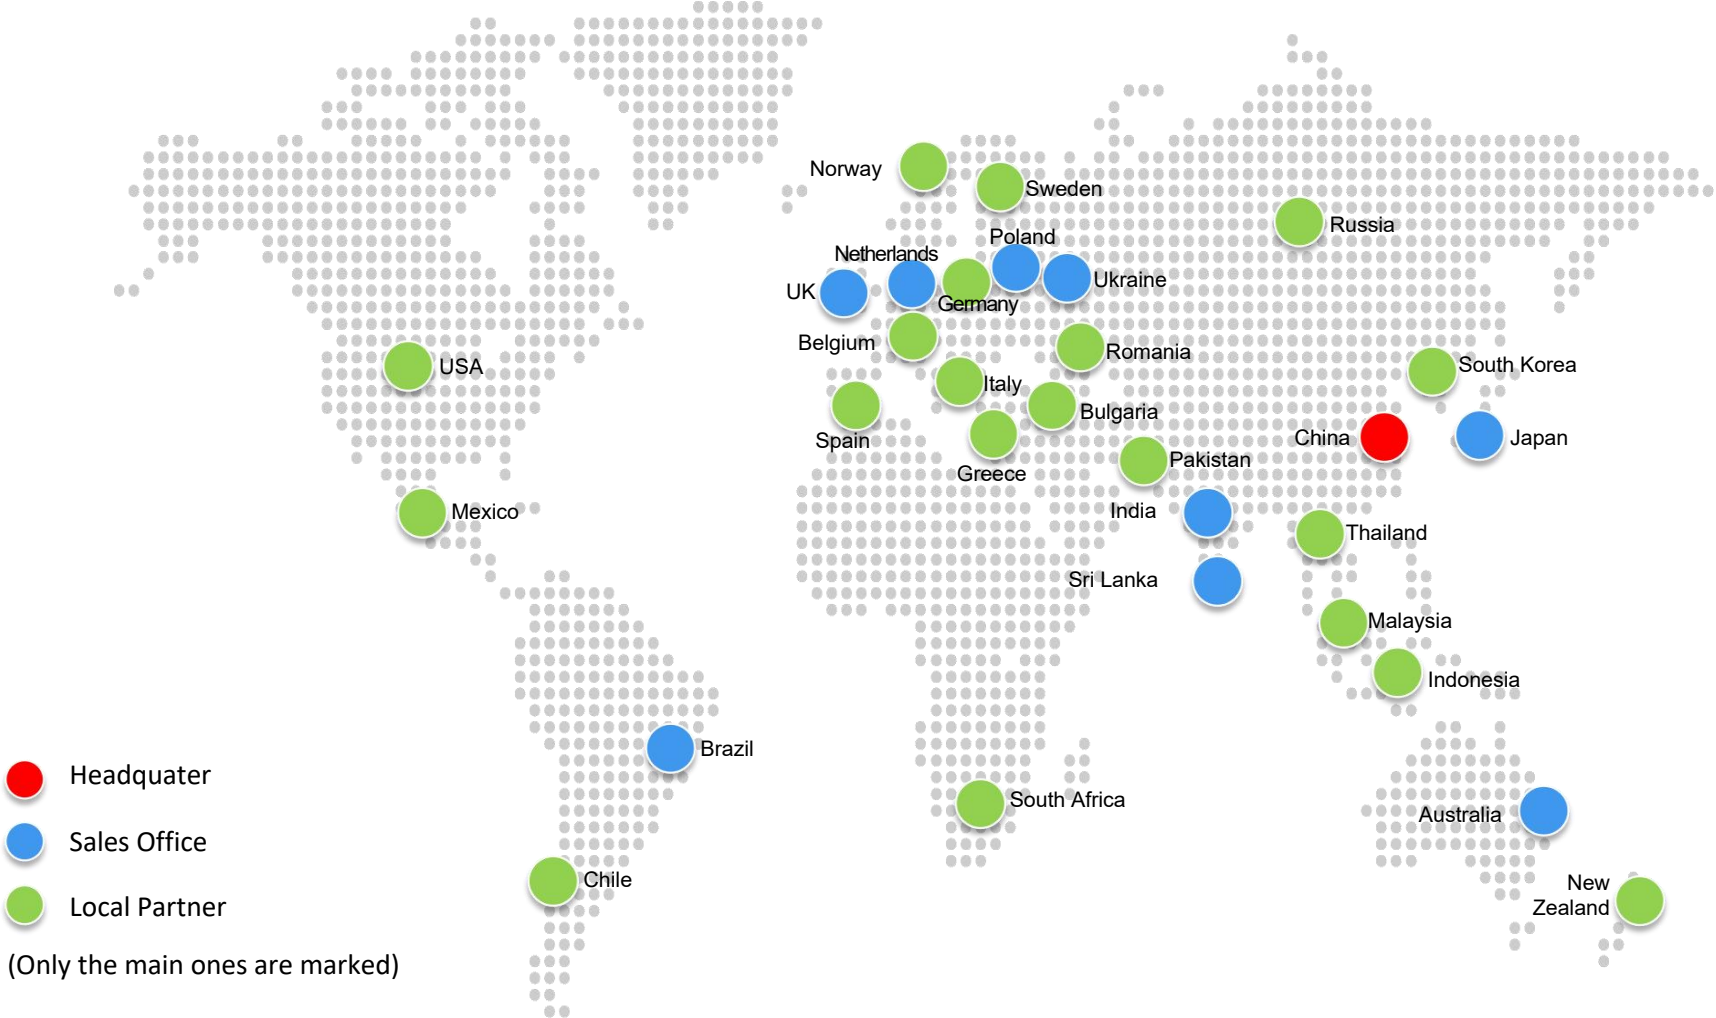 Norway
Sweden
Russia
Poland
Netherlands
Ukraine
UK
Germany
Belgium
Romania
USA
South Korea
Italy
Bulgaria
Spain
China
Japan
Greece
Pakistan
Mexico
India
Thailand
Sri Lanka
Malaysia
Indonesia
Brazil
Headquater
South Africa
Australia
Sales Office
Chile
New
Zealand
Local Partner
(Only the main ones are marked)